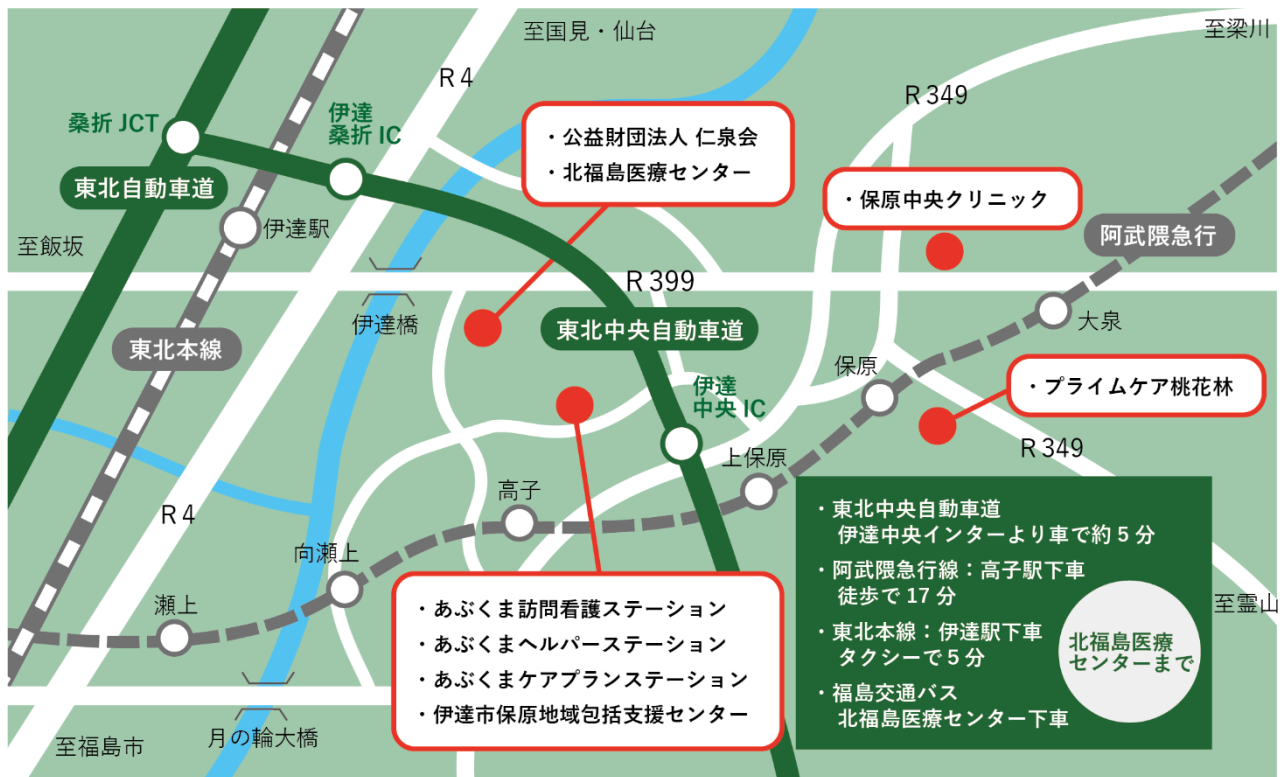 至国見・仙台
至梁川
R 4
R 349
桑折 JCT
伊達
桑折 IC
・公益財団法人 仁泉会
・北福島医療センター
東北自動車道
・保原中央クリニック
伊達駅
阿武隈急行
至飯坂
R 399
伊達橋
東北中央自動車道
大泉
東北本線
保原
伊達
中央 IC
・プライムケア桃花林
R 349
上保原
高子
R 4
向瀬上
瀬上
・あぶくま訪問看護ステーション
・あぶくまヘルパーステーション
・あぶくまケアプランステーション
・伊達市保原地域包括支援センター
・東北中央自動車道
伊達中央インターより車で約 5 分
・阿武隈急行線：高子駅下車
徒歩で 17 分
・東北本線：伊達駅下車
タクシーで 5 分
・福島交通バス
北福島医療センター下車
北福島医療
センターまで
至霊山
月の輪大橋
至福島市